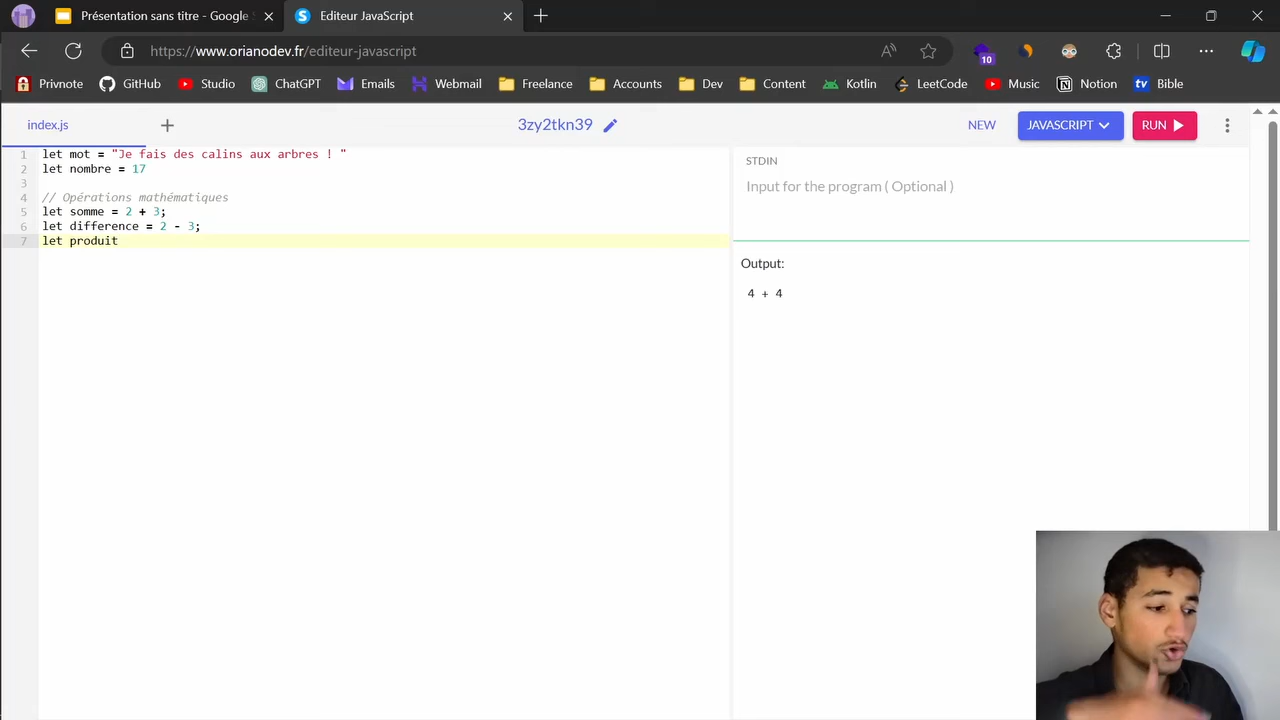 Présentation sans titre - Google S
Editeur JavaScript
https://www.orianodev.fr/editeur-javascript
10
Privnote
GitHub
Studio
ChatGPT
Emails
Webmail
Freelance
Accounts
Dev
Content
Kotlin
LeetCode
Music
Notion
tv Bible
index.js
3zy2tkn39
NEW
JAVASCRIPT
RUN
1 let mot = "Je fais des calins aux arbres ! "
2 let nombre = 17
3
4 // Opérations mathématiques
5 let somme = 2 + 3;
6 let difference = 2 - 3;
7 let produit
STDIN
Input for the program ( Optional )
Output:
4 + 4